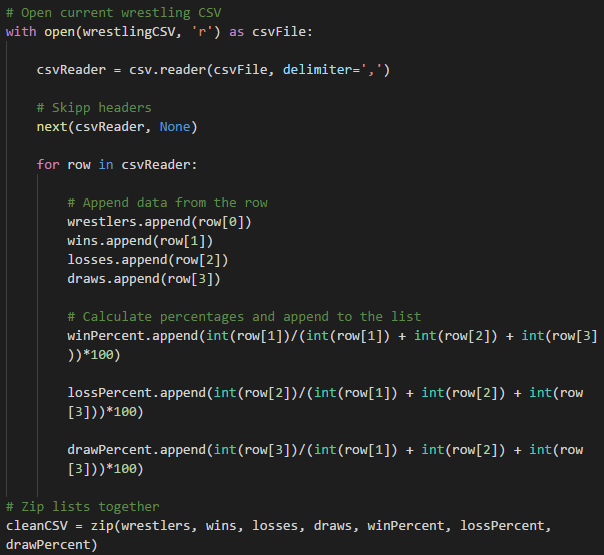 # Open current wrestling CSV
with open(wrestlingCSV, 'r') as csvFile:
csvReader = csv.reader(csvFile, delimiter=',')
# Skipp headers
next(csvReader, None)
for row in csvReader:
# Append data from the row
wrestlers.append(row[0])
wins.append(row[1])
losses.append(row[2])
draws.append(row[3])
# Calculate percentages and append to the list
winPercent.append(int(row[1])/(int(row[1]) + int(row[2]) + int(row[3]
))*100)
lossPercent.append(int(row[2])/(int(row[1]) + int(row[2]) + int(row
[3]))*100)
drawPercent.append(int(row[3])/(int(row[1]) + int(row[2]) + int(row
[3]))*100)
# Zip lists together
cleanCSV = zip(wrestlers, wins, losses, draws, winPercent, lossPercent,
drawPercent)